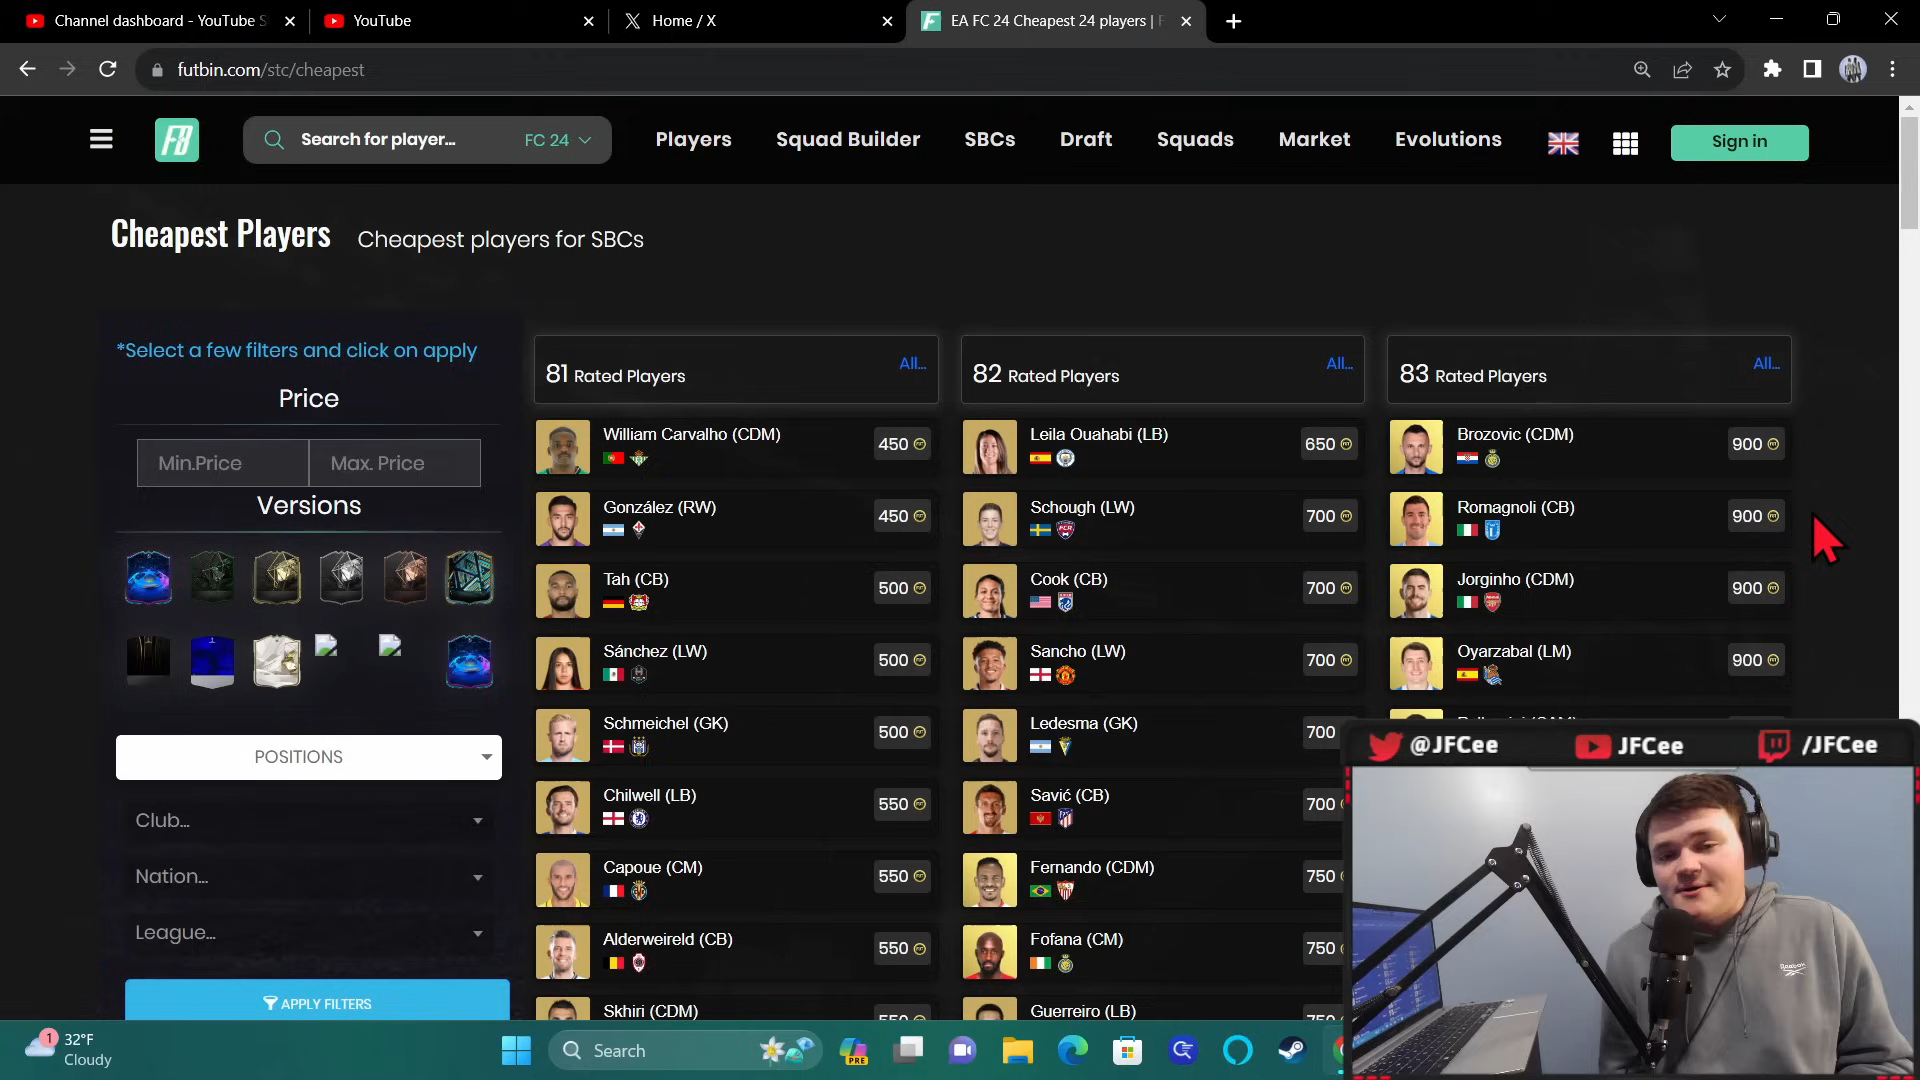 Channel dashboard - YouTube S
YouTube
Home / X
EA FC 24 Cheapest 24 players | F
futbin.com/stc/cheapest
Search for player...
FC 24
Players
Squad Builder
SBCs
Draft
Squads
Market
Evolutions
Sign in
Cheapest Players
Cheapest players for SBCs
*Select a few filters and click on apply
Price
Min.Price
Max. Price
Versions
POSITIONS
Club...
Nation...
League...
APPLY FILTERS
81 Rated Players
All...
William Carvalho (CDM)
450
González (RW)
450
Tah (CB)
500
Sánchez (LW)
500
Schmeichel (GK)
500
Chilwell (LB)
550
Capoue (CM)
550
Alderweireld (CB)
550
Skhiri (CDM)
550
82 Rated Players
All...
Leila Ouahabi (LB)
650
Schough (LW)
700
Cook (CB)
700
Sancho (LW)
700
Ledesma (GK)
700
Savić (CB)
700
Fernando (CDM)
750
Fofana (CM)
750
Guerreiro (LB)
750
83 Rated Players
All...
Brozovic (CDM)
900
Romagnoli (CB)
900
Jorginho (CDM)
900
Oyarzabal (LM)
900
@JFCee
JFCee
/JFCee
Reebok
1
32°F
Cloudy
Search
PRE